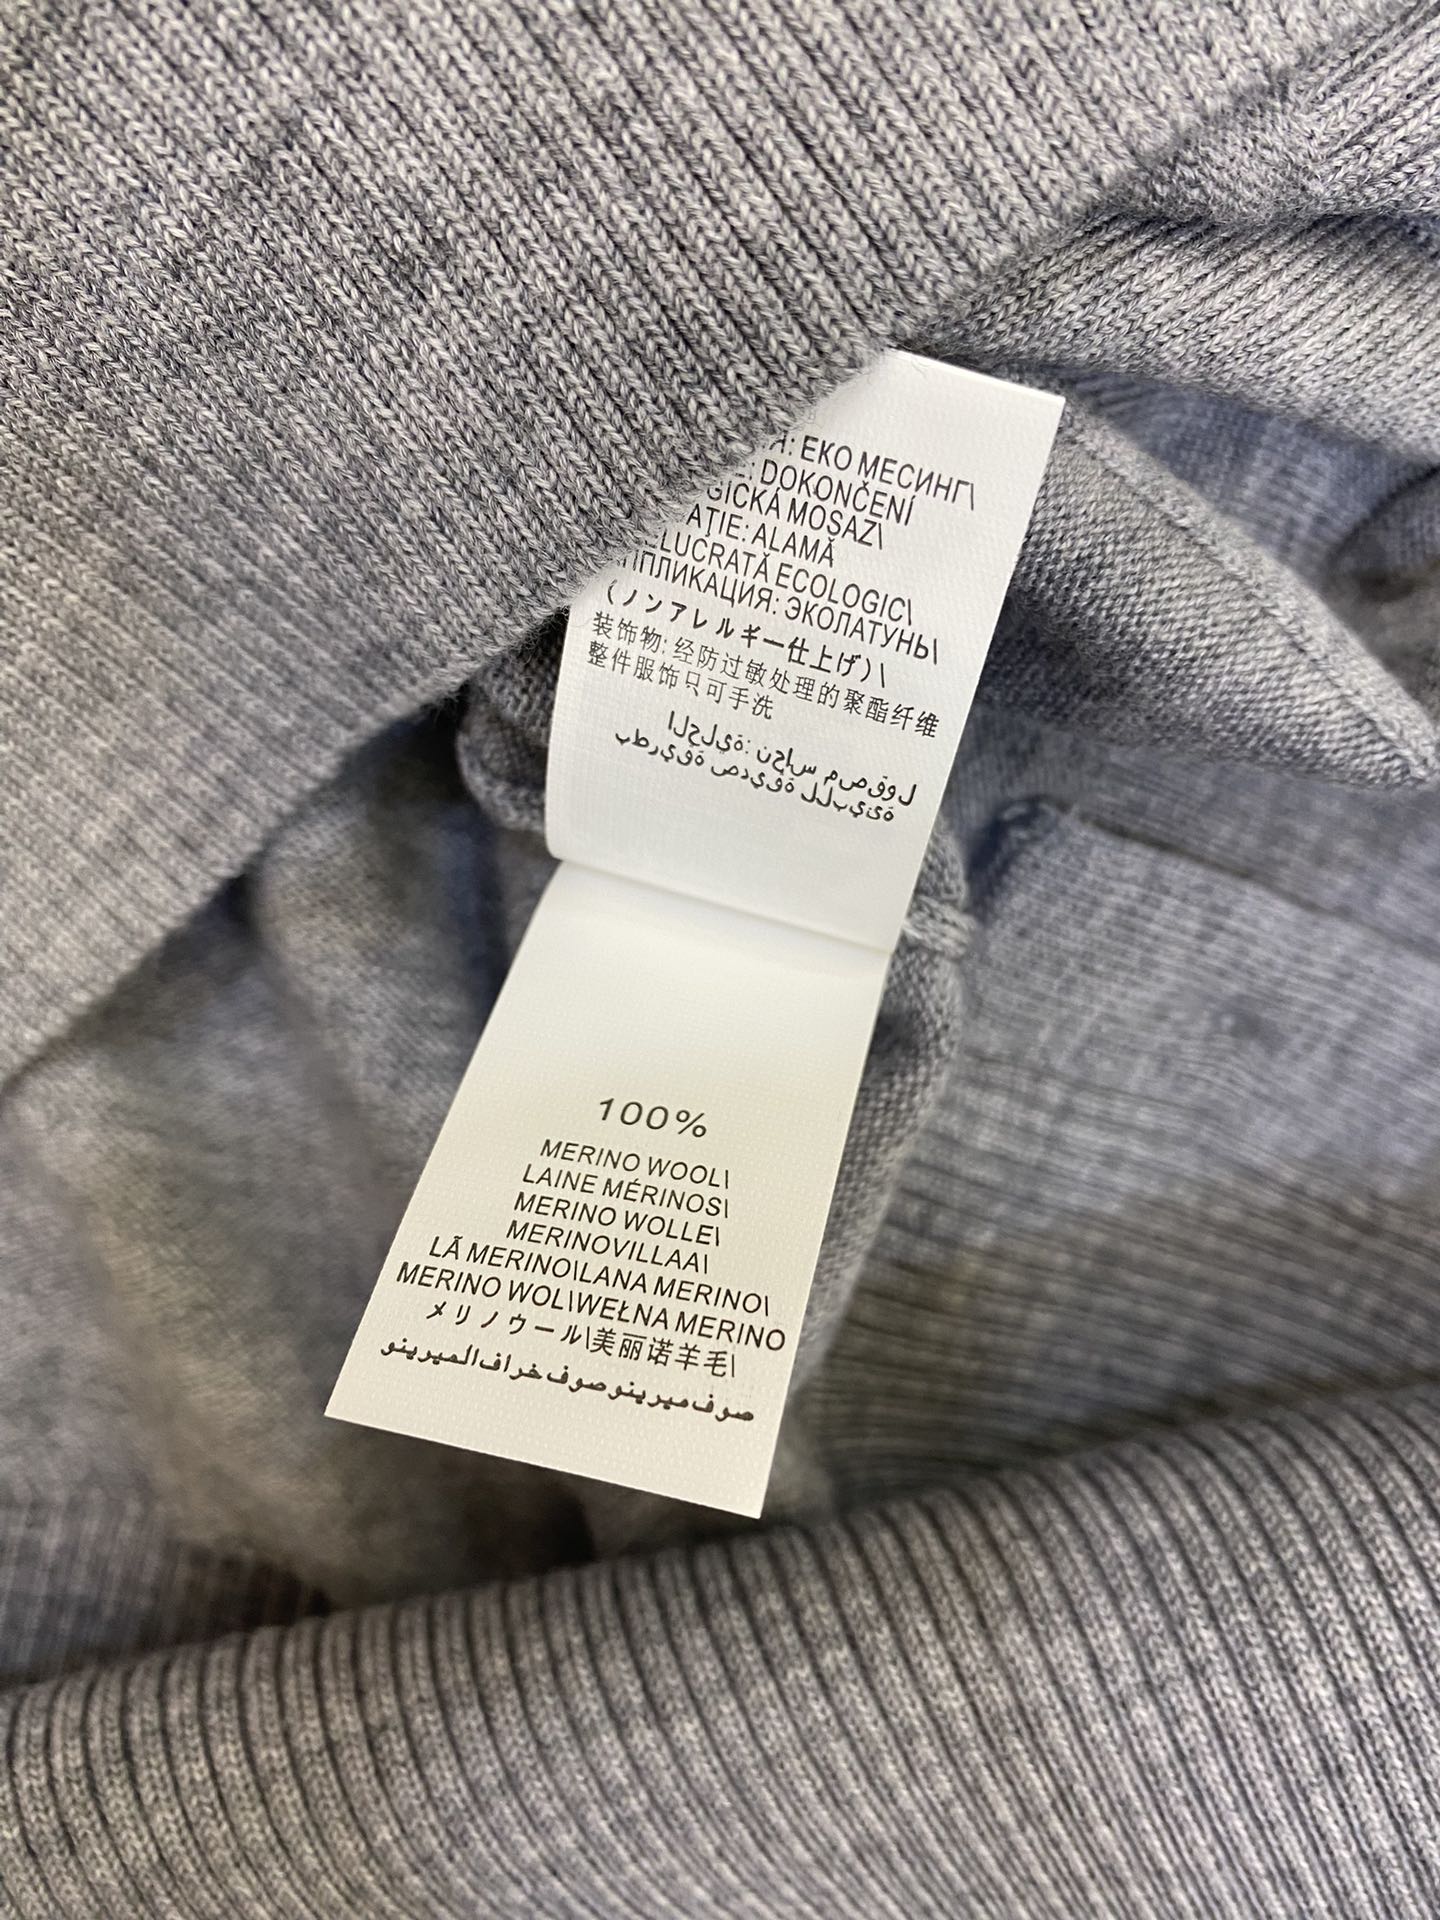 : ЕКО МЕСИНГ\
: DOKONČENÍ
GICKÁ MOSAZ\
AȚIE: ALAMĂ
LUCRATĂ ECOLOGIC\
ППЛИКАЦИЯ: ЭКОЛАТУНЬ\
(ノンアレルギー仕上げ)\
装饰物: 经防过敏处理的聚酯纤维
整件服饰只可手洗
ا ل ح ل ي ة: ن ح ا س م ص ق و ل
ب ط ر ي ق ة ص د ي ق ة ل ل ب ي ئ ة
100%
MERINO WOOL\
LAINE MÉRINOS\
MERINO WOLLE\
MERINOVILLAA\
LÃ MERINO\LANA MERINO\
MERINO WOL\WEŁNA MERINO
メリノウール\美丽诺羊毛\
صوف ميرينو صوف خراف الميرينو